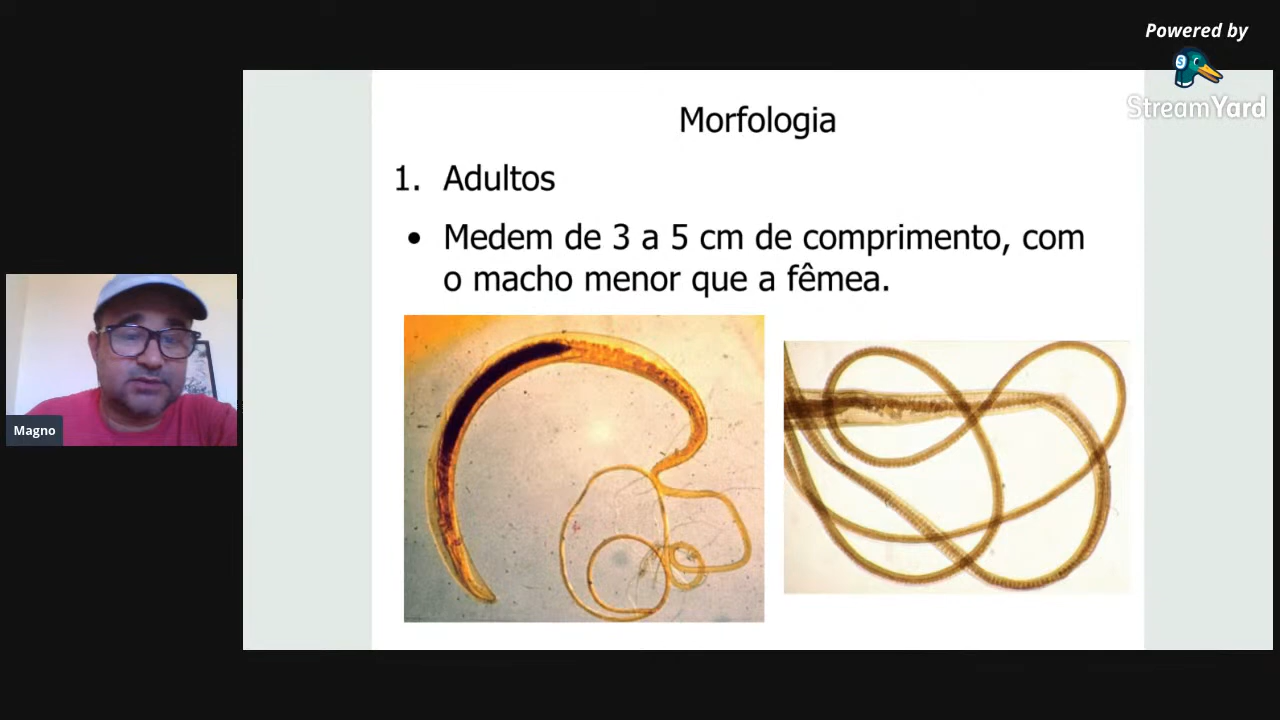 Powered by
StreamYard
Morfologia
1. Adultos
• Medem de 3 a 5 cm de comprimento, com
o macho menor que a fêmea.
Magno